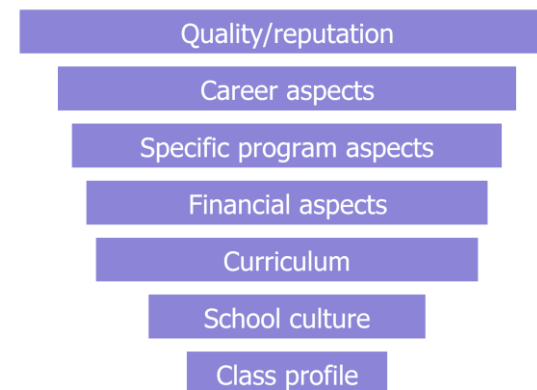 Quality/reputation
Career aspects
Specific program aspects
Financial aspects
Curriculum
School culture
Class profile